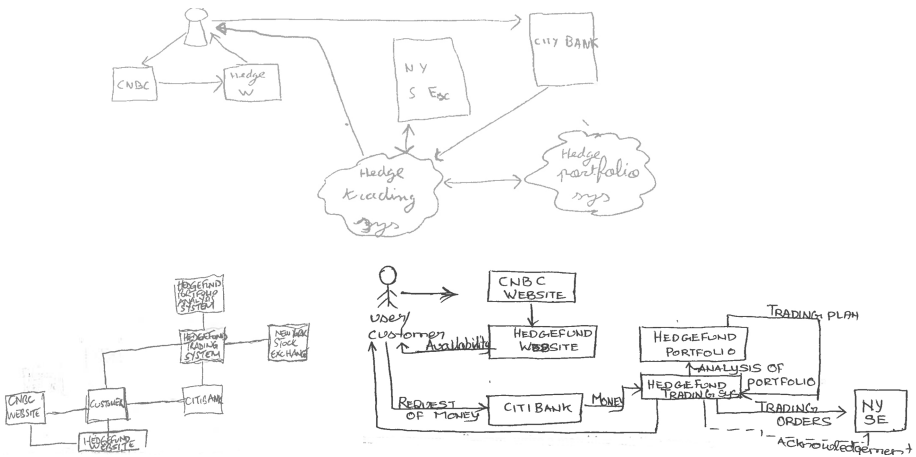 CITY BANK
NY
S EXC
CNBC
Hedge
W
Hedge
trading
sys
Hedge
portfolio
sys
HEDGEFUND
PORTFOLIO
ANALYSIS
SYSTEM
HEDGEFUND
TRADING
SYSTEM
NEW YORK
STOCK
EXCHANGE
CNBC
WEBSITE
CUSTOMER
CITIBANK
HEDGEFUND
WEBSITE
CNBC
WEBSITE
user/
customer
HEDGEFUND
WEBSITE
Availability
TRADING PLAN
HEDGEFUND
PORTFOLIO
ANALYSIS OF
PORTFOLIO
HEDGEFUND
TRADING SYS
REQUEST
OF MONEY
CITIBANK
MONEY
TRADING
ORDERS
NY
SE
Acknowledgement